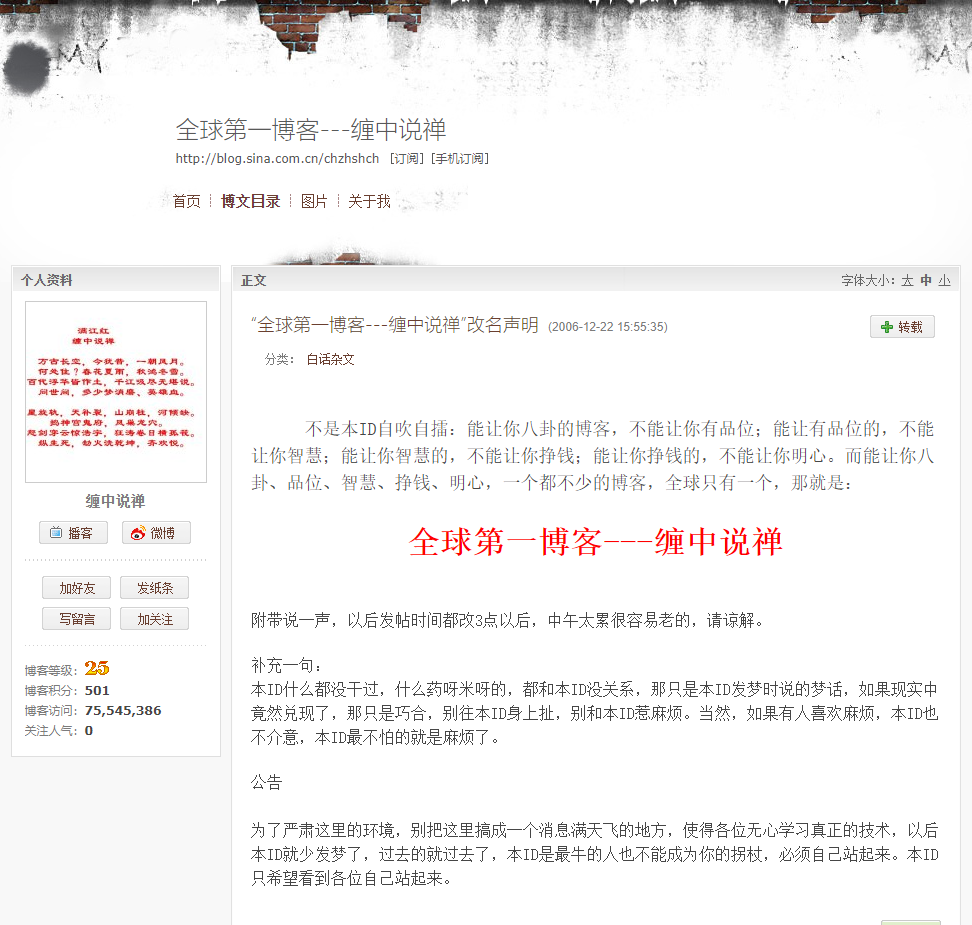 全球第一博客---缠中说禅
http://blog.sina.com.cn/chzhshch [订阅] [手机订阅]
首页 博文目录 图片 关于我
个人资料
满江红
缠中说禅
万古长空，今犹昔，一朝风月。
何处住？春花夏雨，秋鸿冬雪。
百代浮华皆作土，千江汲尽无堪说。
问世间，多少梦消磨、英雄血。
星旋轨，天补裂，山崩柱，河倾缺。
捣神宫鬼府，凤巢龙穴。
怒剑穿云惊浩宇，狂涛卷日横孤筏。
纵生死，劫火洗乾坤，齐欢悦。
缠中说禅
播客 微博
加好友 发纸条
写留言 加关注
博客等级：25
博客积分：501
博客访问：75,545,386
关注人气：0
正文 字体大小：大 中 小
“全球第一博客---缠中说禅”改名声明 (2006-12-22 15:55:35) 转载
分类： 白话杂文
不是本ID自吹自擂：能让你八卦的博客，不能让你有品位；能让有品位的，不能
让你智慧；能让你智慧的，不能让你挣钱；能让你挣钱的，不能让你明心。而能让你八
卦、品位、智慧、挣钱、明心，一个都不少的博客，全球只有一个，那就是：
全球第一博客---缠中说禅
附带说一声，以后发帖时间都改3点以后，中午太累很容易老的，请谅解。
补充一句：
本ID什么都没干过，什么药呀米呀的，都和本ID没关系，那只是本ID发梦时说的梦话，如果现实中
竟然兑现了，那只是巧合，别往本ID身上扯，别和本ID惹麻烦。当然，如果有人喜欢麻烦，本ID也
不介意，本ID最不怕的就是麻烦了。
公告
为了严肃这里的环境，别把这里搞成一个消息满天飞的地方，使得各位无心学习真正的技术，以后
本ID就少发梦了，过去的就过去了，本ID是最牛的人也不能成为你的拐杖，必须自己站起来。本ID
只希望看到各位自己站起来。